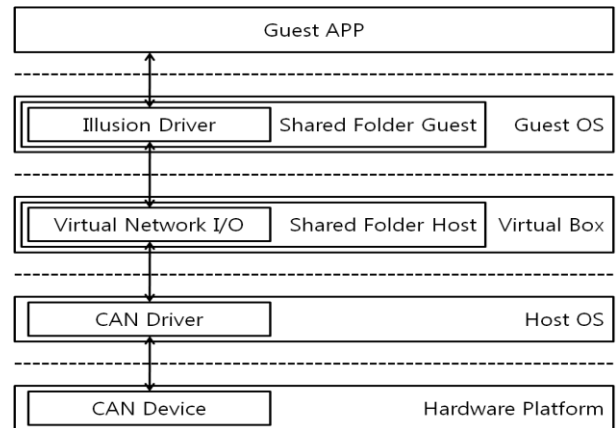 Guest APP
Illusion Driver Shared Folder Guest Guest OS
Virtual Network I/O Shared Folder Host Virtual Box
CAN Driver Host OS
CAN Device Hardware Platform